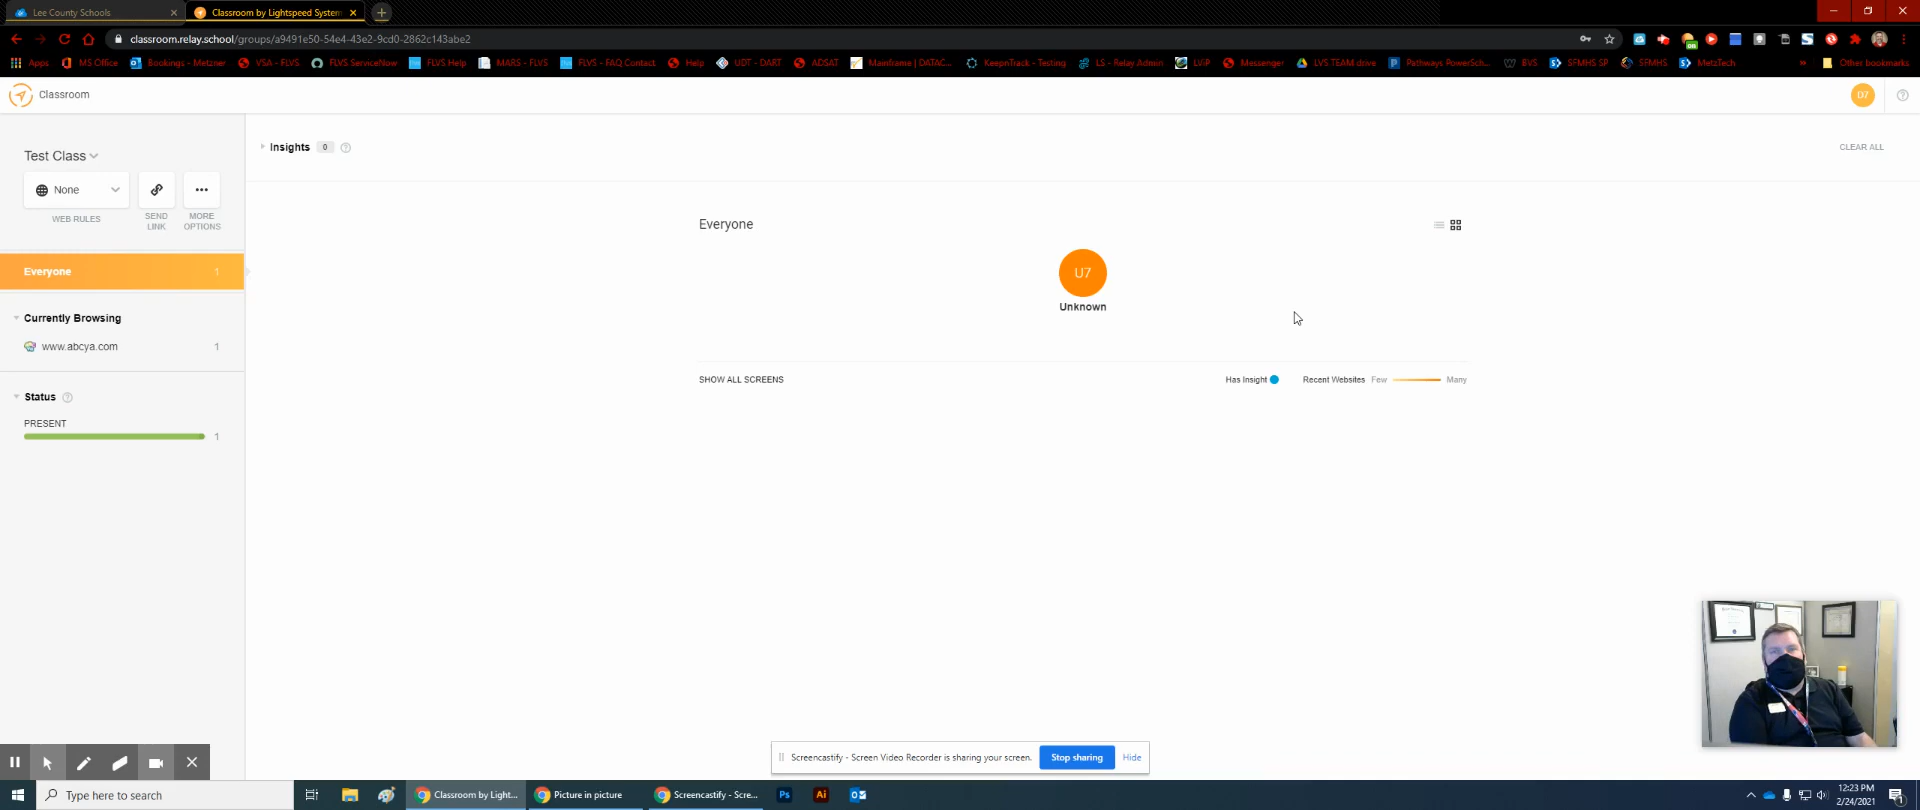 Lee County Schools
Classroom by Lightspeed System
classroom.relay.school/groups/a9491e50-54e4-43e2-9cd0-2862c143abe2
Apps MS Office Bookings - Metzner VSA - FLVS FLVS ServiceNow FLVS Help MARS - FLVS FLVS - FAQ Contact Help UDT - DART ADSAT Mainframe | DATAC... KeepnTrack - Testing LS - Relay Admin LViP Messenger LVS TEAM drive Pathways PowerSch... BVS SFMHS SP SFMHS MetzTech » Other bookmarks
Classroom
U7
Test Class
Insights 0
CLEAR ALL
None
WEB RULES
SEND LINK
MORE OPTIONS
Everyone
Everyone 1
U7
Unknown
Currently Browsing
www.abcya.com 1
SHOW ALL SCREENS
Has Insight
Recent Websites Few Many
Status
PRESENT
1
Screencastify - Screen Video Recorder is sharing your screen. Stop sharing Hide
Type here to search
Classroom by Light...
Picture in picture
Screencastify - Scre...
Ps
Ai
12:23 PM
2/24/2021